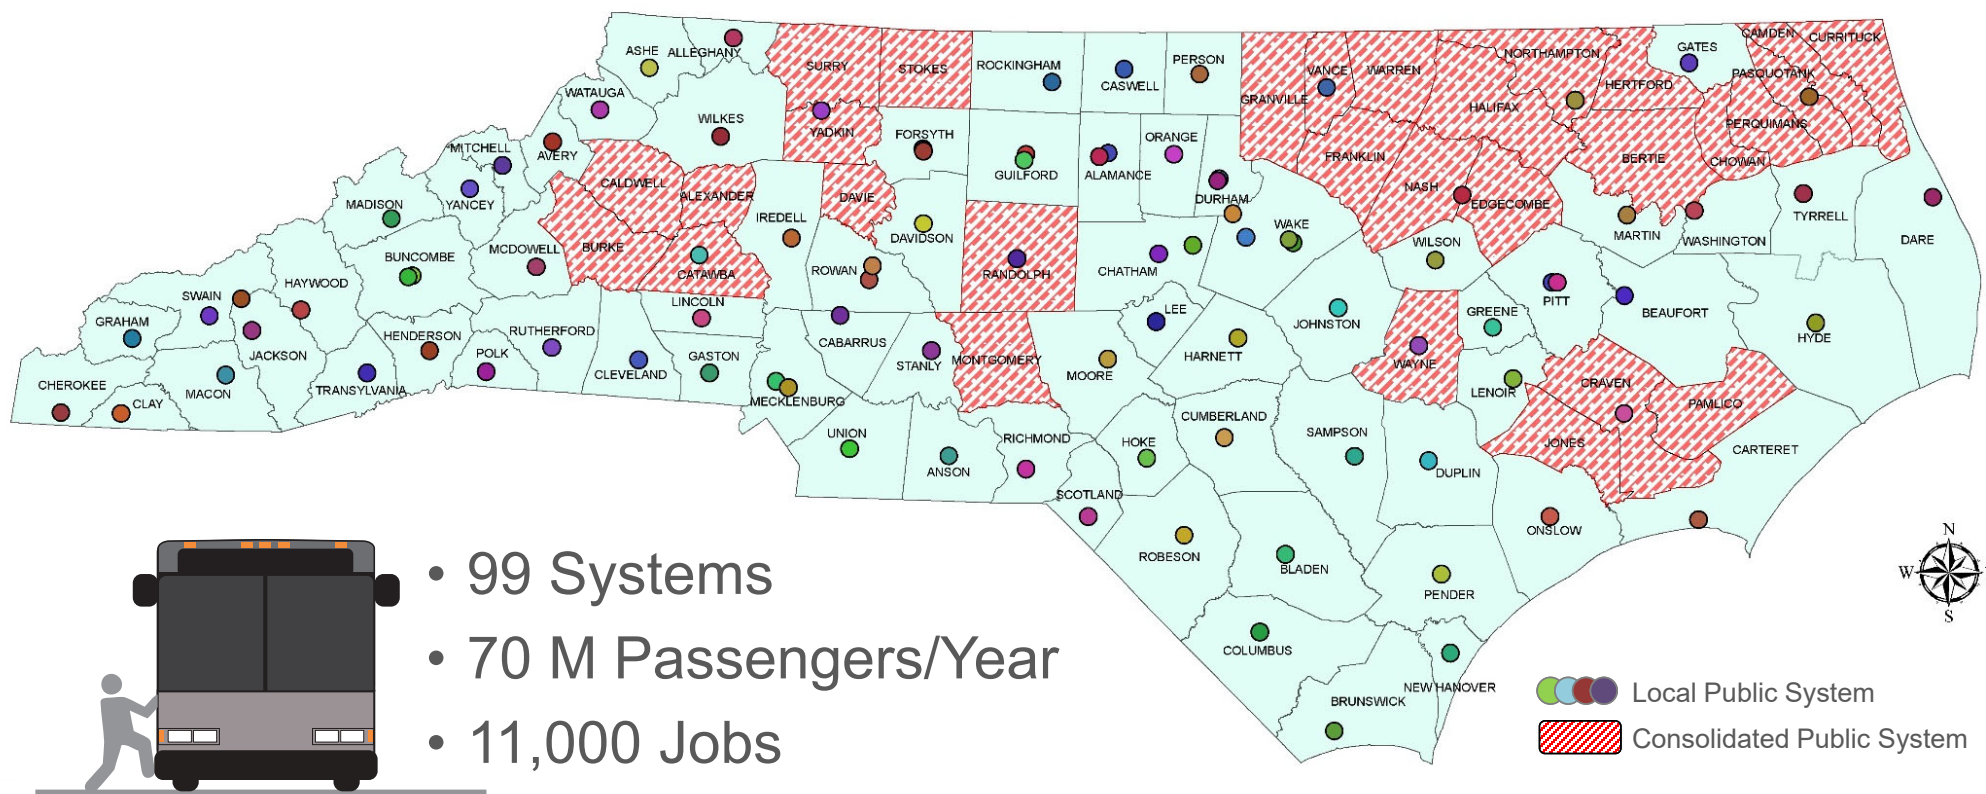 ASHE
ALLEGHANY
SURRY
STOKES
ROCKINGHAM
CASWELL
PERSON
GRANVILLE
VANCE
WARREN
NORTHAMPTON
HALIFAX
HERTFORD
GATES
CAMDEN
CURRITUCK
PASQUOTANK
PERQUIMANS
CHOWAN
BERTIE
WATAUGA
WILKES
YADKIN
FORSYTH
GUILFORD
ALAMANCE
ORANGE
DURHAM
FRANKLIN
NASH
EDGECOMBE
MARTIN
WASHINGTON
TYRRELL
DARE
MITCHELL
AVERY
YANCEY
MADISON
CALDWELL
ALEXANDER
IREDELL
DAVIE
DAVIDSON
RANDOLPH
CHATHAM
WAKE
WILSON
PITT
BEAUFORT
HYDE
BUNCOMBE
MCDOWELL
BURKE
CATAWBA
ROWAN
LINCOLN
HAYWOOD
SWAIN
GRAHAM
JACKSON
HENDERSON
POLK
RUTHERFORD
CLEVELAND
GASTON
CABARRUS
STANLY
MONTGOMERY
MOORE
LEE
HARNETT
JOHNSTON
WAYNE
GREENE
LENOIR
CRAVEN
PAMLICO
JONES
CARTERET
CHEROKEE
CLAY
MACON
TRANSYLVANIA
MECKLENBURG
UNION
ANSON
RICHMOND
HOKE
CUMBERLAND
SAMPSON
DUPLIN
ONSLOW
SCOTLAND
ROBESON
BLADEN
PENDER
COLUMBUS
BRUNSWICK
NEW HANOVER
N
W
S
• 99 Systems
• 70 M Passengers/Year
• 11,000 Jobs
Local Public System
Consolidated Public System